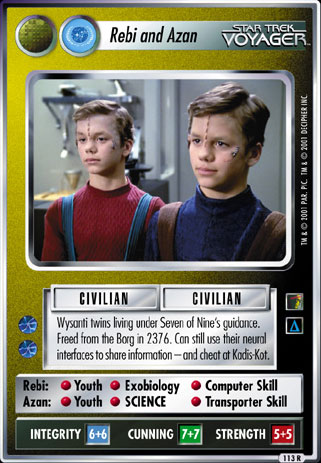 Rebi and Azan
STAR TREK
VOYAGER™
TM & © 2001 PAR. PIC. TM & © 2001 DECIPHER INC.
CIVILIAN CIVILIAN
Wysanti twins living under Seven of Nine's guidance.
Freed from the Borg in 2376. Can still use their neural
interfaces to share information – and cheat at Kadis-Kot.
Rebi: Youth Exobiology Computer Skill
Azan: Youth SCIENCE Transporter Skill
INTEGRITY 6+6 CUNNING 7+7 STRENGTH 5+5
113 R